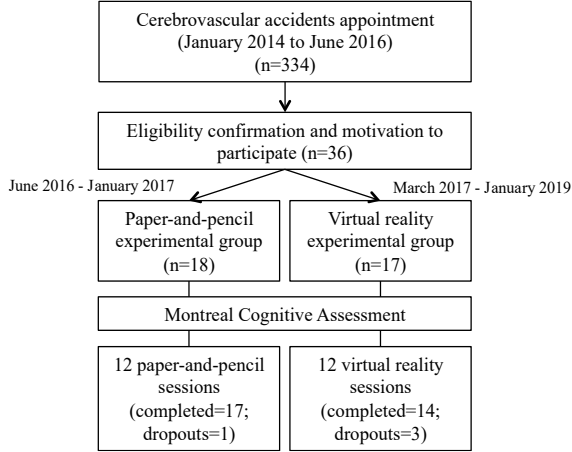 Cerebrovascular accidents appointment
(January 2014 to June 2016)
(n=334)
Eligibility confirmation and motivation to
participate (n=36)
June 2016 - January 2017
March 2017 - January 2019
Paper-and-pencil
experimental group
(n=18)
Virtual reality
experimental group
(n=17)
Montreal Cognitive Assessment
12 paper-and-pencil
sessions
(completed=17;
dropouts=1)
12 virtual reality
sessions
(completed=14;
dropouts=3)